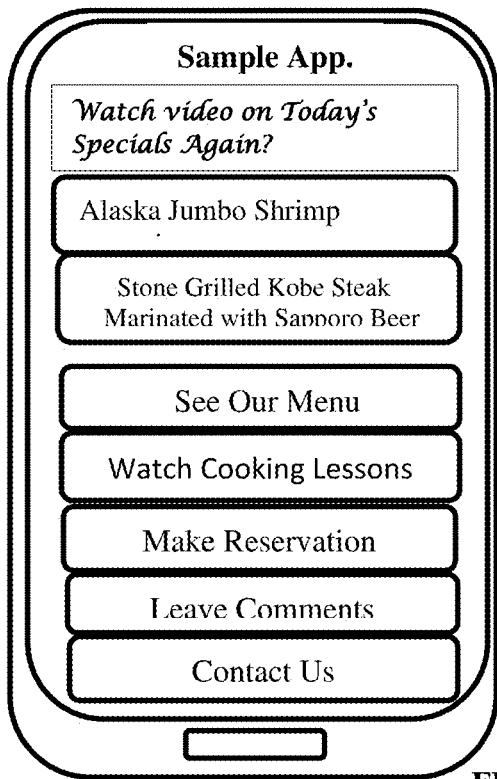 Sample App.
Watch video on Today's
Specials Again?
Alaska Jumbo Shrimp
Stone Grilled Kobe Steak
Marinated with Sapporo Beer
See Our Menu
Watch Cooking Lessons
Make Reservation
Leave Comments
Contact Us